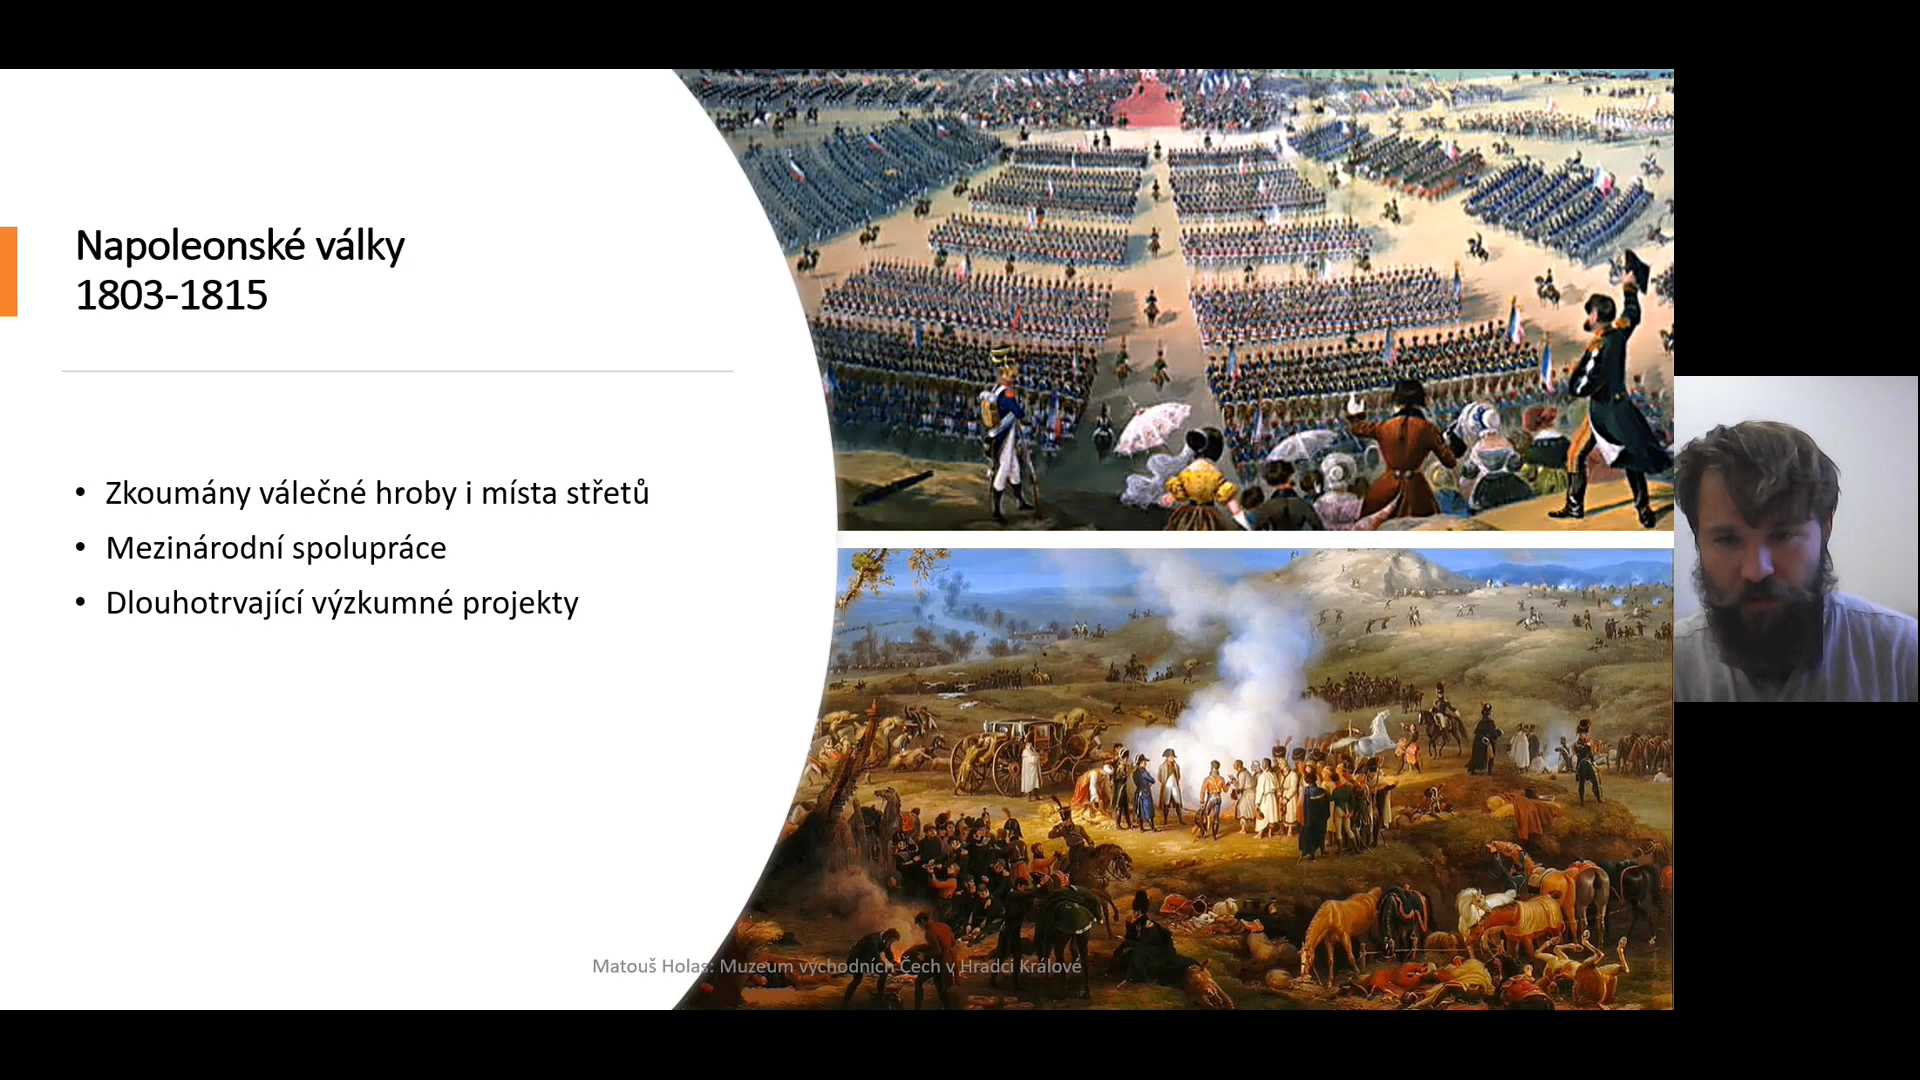 Napoleonské války
1803-1815
• Zkoumány válečné hroby i místa střetů
• Mezinárodní spolupráce
• Dlouhotrvající výzkumné projekty
Matouš Holas: Muzeum východních Čech v Hradci Králové